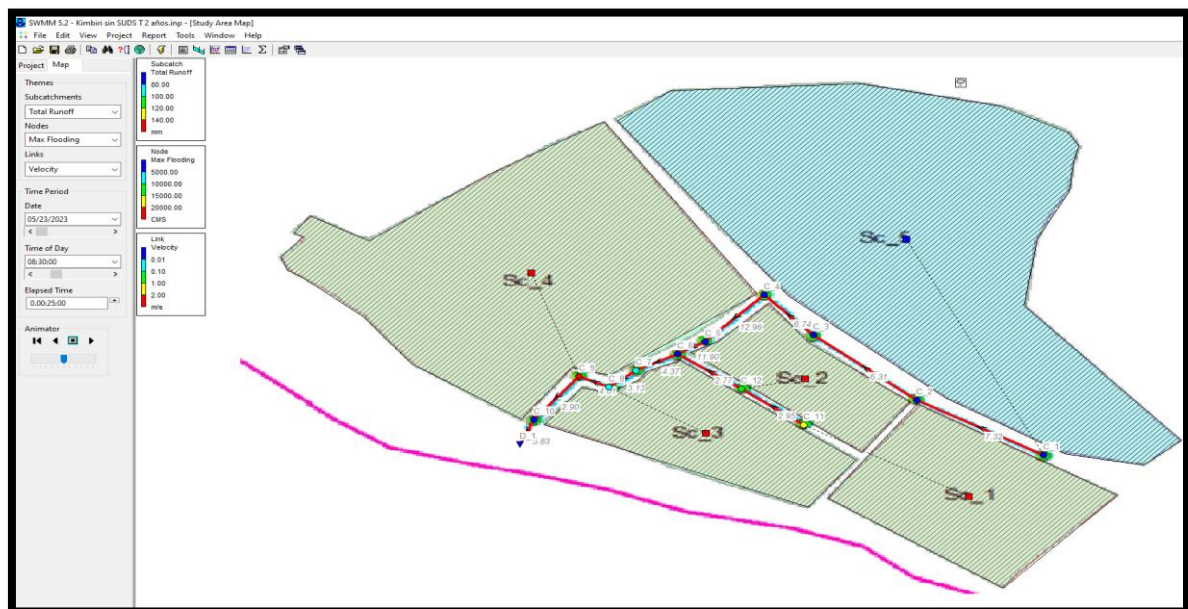 SWMM 5.2 - Kimbiri sin SUDS T 2 años.inp - [Study Area Map]
File Edit View Project Report Tools Window Help
Project Map
Themes
Subcatchments
Total Runoff
Nodes
Max Flooding
Links
Velocity
Time Period
Date
05/23/2023
Time of Day
08:30:00
Elapsed Time
0.00:25:00
Animator
Subcatch
Total Runoff
80.00
100.00
120.00
140.00
mm
Node
Max Flooding
5000.00
10000.00
15000.00
20000.00
CMS
Link
Velocity
0.01
0.10
1.00
2.00
m/s
Sc_5
Sc_4
C_4
12.96
6.74
C_3
C_5
C_6
11.90
6.31
C_7
4.37
C_9
C_8
3.13
2.77
C_12
Sc_2
C_2
2.90
2.95
C_11
7.32
C_10
Sc_3
D_1
C_1
Sc_1